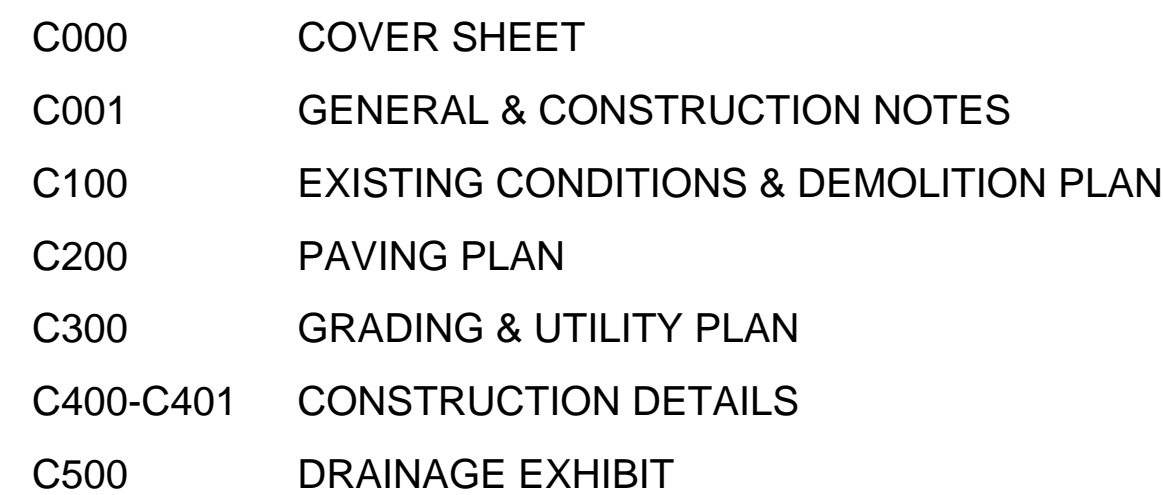 C000 COVER SHEET
C001 GENERAL & CONSTRUCTION NOTES
C100 EXISTING CONDITIONS & DEMOLITION PLAN
C200 PAVING PLAN
C300 GRADING & UTILITY PLAN
C400-C401 CONSTRUCTION DETAILS
C500 DRAINAGE EXHIBIT